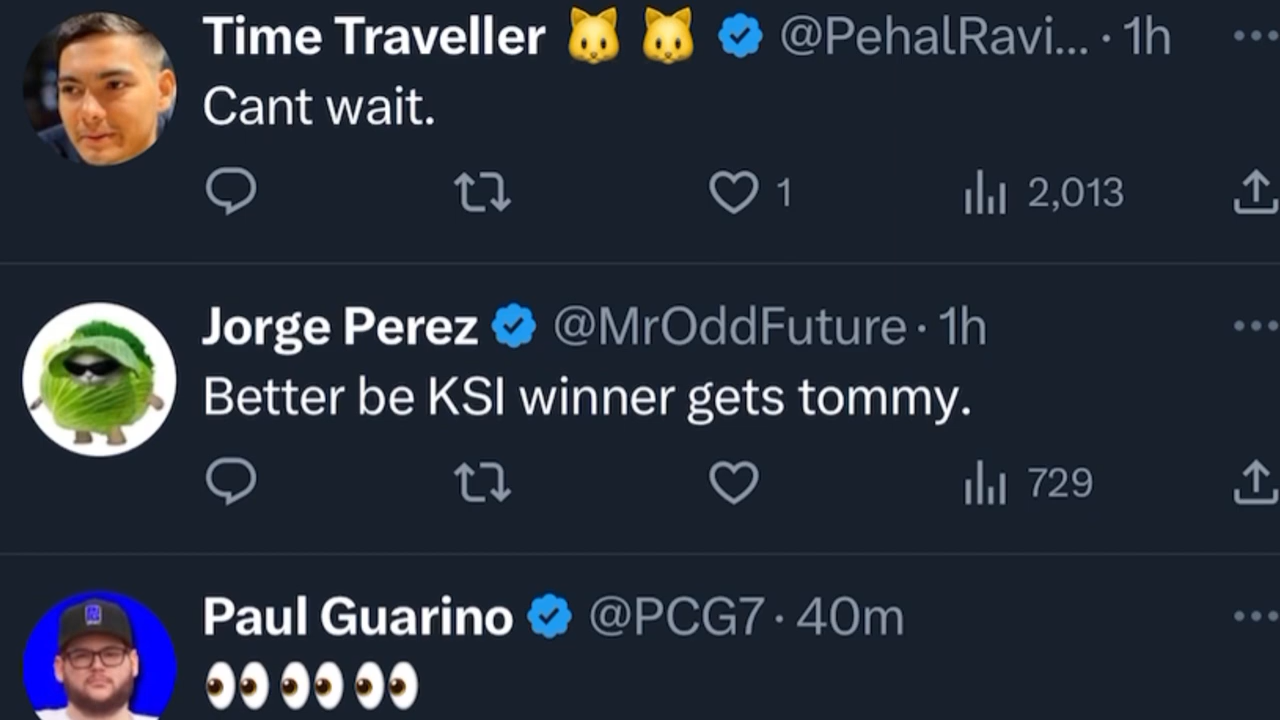 Time Traveller 🐱 🐱 @PehalRavi... · 1h
Cant wait.
1 2,013
Jorge Perez @MrOddFuture · 1h
Better be KSI winner gets tommy.
729
Paul Guarino @PCG7 · 40m
👀👀👀